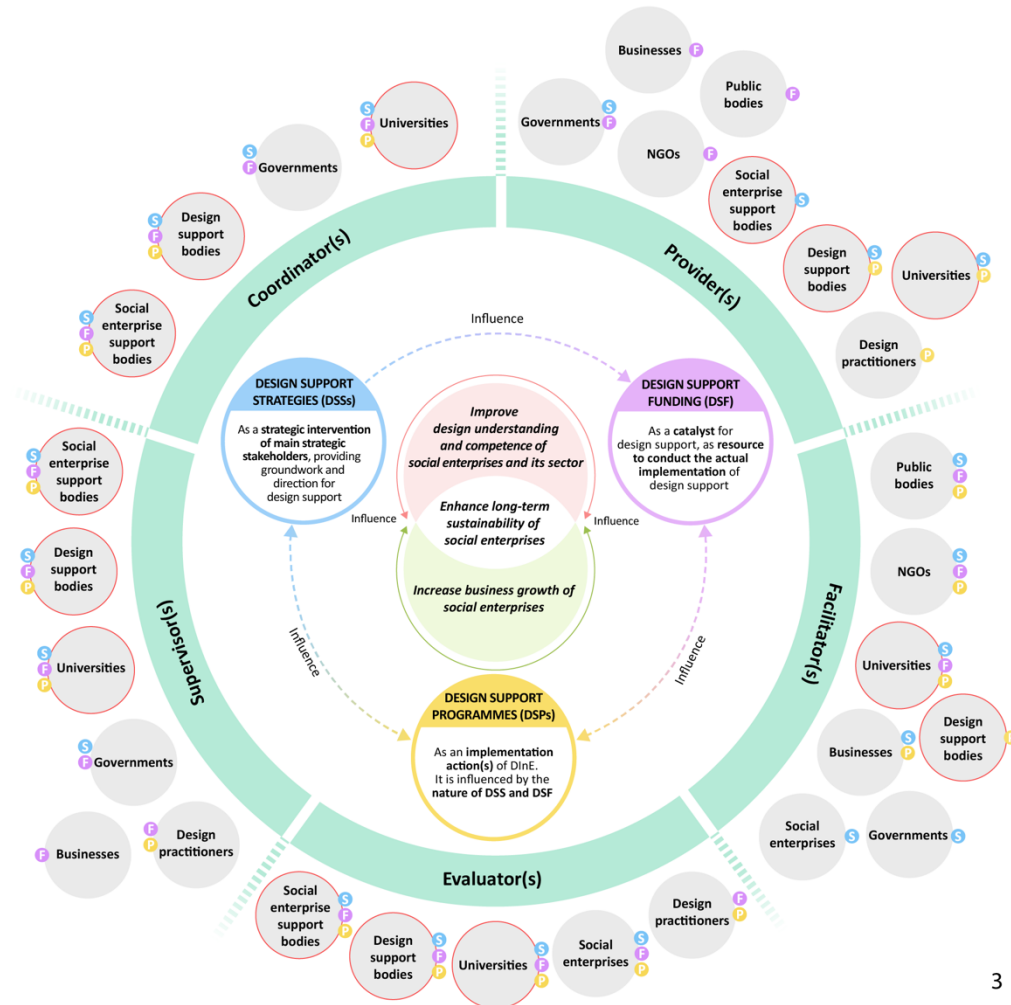 Businesses
F
Public
bodies
F
Governments
S
F
NGOs
F
Social
enterprise
support
bodies
S
Design
support
bodies
S
P
Universities
S
P
Design
practitioners
P
Provider(s)
S
F
P
Universities
S
F
Governments
S
F
P
Design
support
bodies
S
F
P
Social
enterprise
support
bodies
Coordinator(s)
Influence
DESIGN SUPPORT
STRATEGIES (DSSs)
As a strategic intervention
of main strategic
stakeholders, providing
groundwork and
direction for
design support
Improve
design understanding
and competence of
social enterprises and its sector
Enhance long-term
sustainability of
social enterprises
Increase business growth of
social enterprises
Influence
Influence
DESIGN SUPPORT
FUNDING (DSF)
As a catalyst for
design support, as resource
to conduct the actual
implementation of
design support
Influence
Influence
DESIGN SUPPORT
PROGRAMMES (DSPs)
As an implementation
action(s) of DInE.
It is influenced by the
nature of DSS and DSF
Facilitator(s)
Public
bodies
S
F
P
NGOs
S
F
P
Universities
S
F
P
Businesses
S
P
Design
support
bodies
P
Social
enterprises
S
Governments
S
Supervisor(s)
S
F
P
Social
enterprise
support
bodies
S
F
P
Design
support
bodies
S
F
P
Universities
S
F
Governments
F
Businesses
F
P
Design
practitioners
Evaluator(s)
Social
enterprise
support
bodies
S
F
P
Design
support
bodies
S
F
P
Universities
S
F
P
Social
enterprises
S
F
P
Design
practitioners
F
P
3